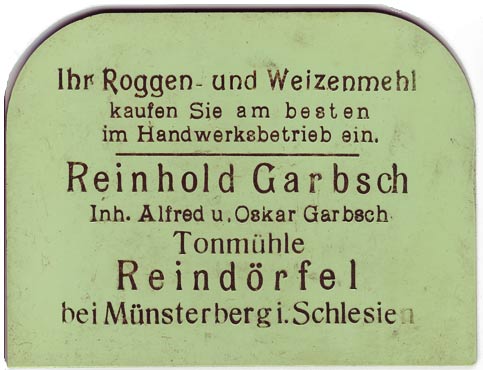 Ihr Roggen- und Weizenmehl
kaufen Sie am besten
im Handwerksbetrieb ein.
Reinhold Garbsch
Inh. Alfred u. Oskar Garbsch
Tonmühle
Reindörfel
bei Münsterberg i. Schlesien